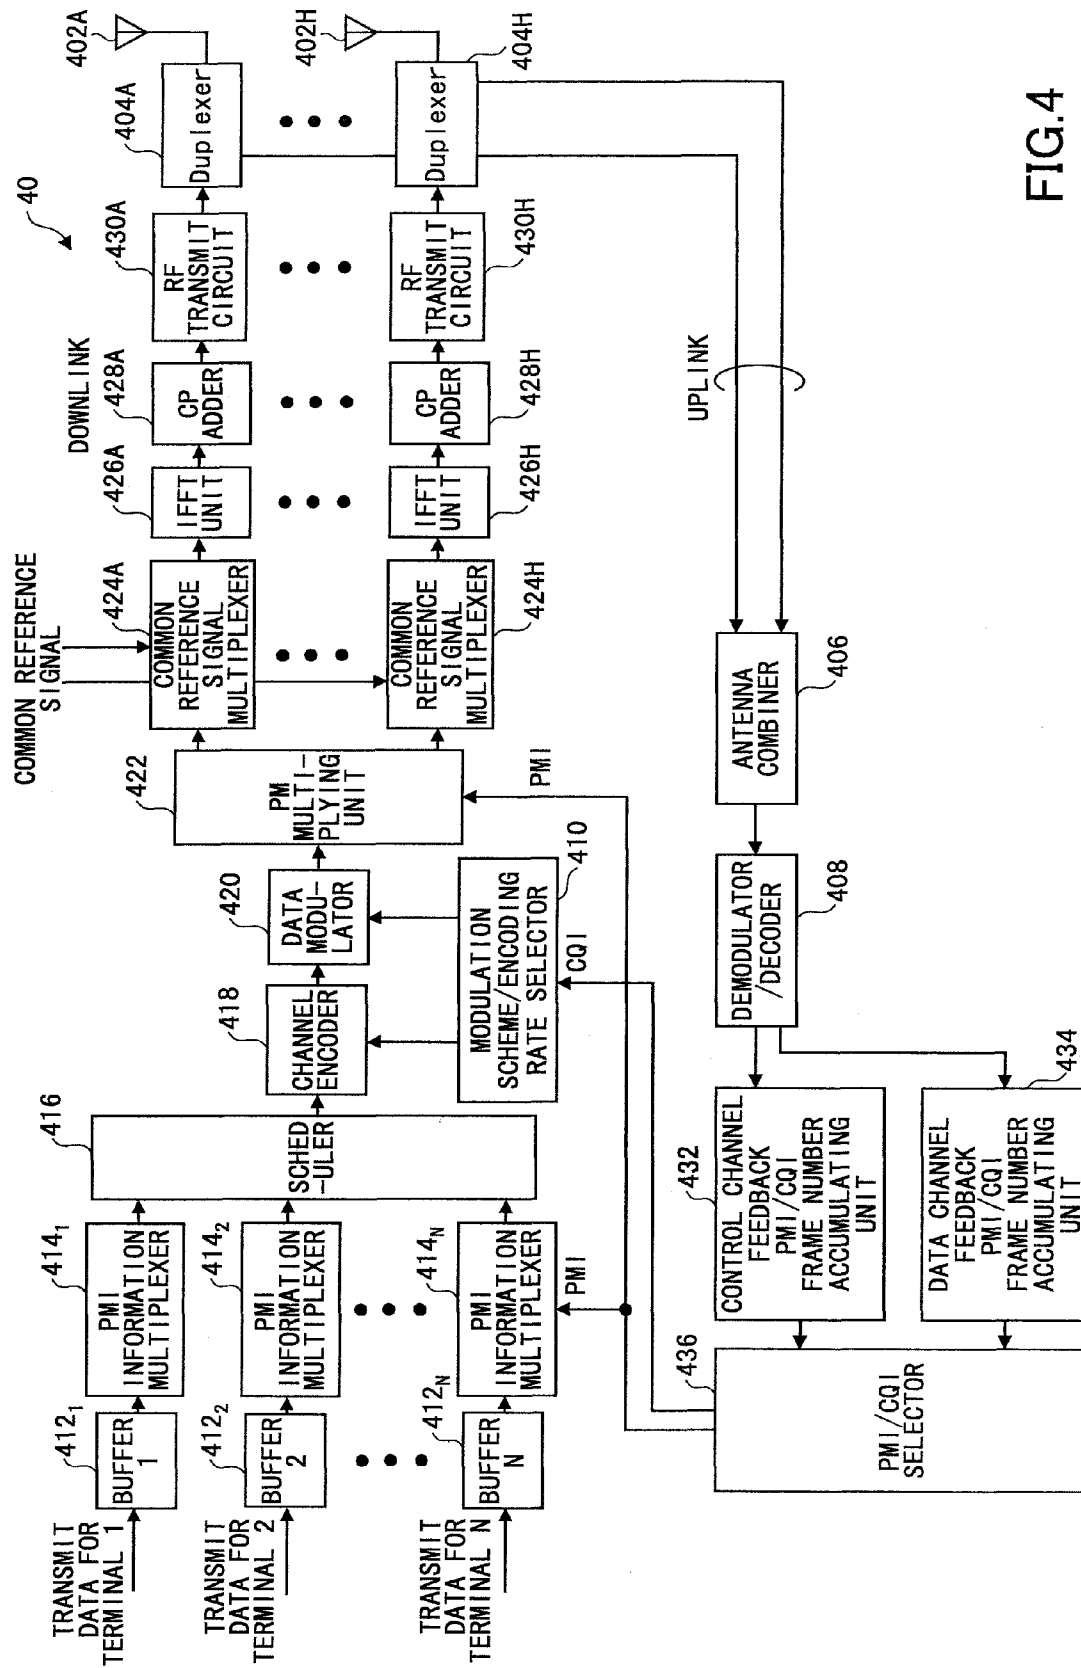 FIG.4
40
DOWNLINK
UPLINK
COMMON REFERENCE
SIGNAL
TRANSMIT
DATA FOR
TERMINAL 1
412₁
BUFFER
1
414₁
PMI
INFORMATION
MULTIPLEXER
TRANSMIT
DATA FOR
TERMINAL 2
412₂
BUFFER
2
414₂
PMI
INFORMATION
MULTIPLEXER
TRANSMIT
DATA FOR
TERMINAL N
412N
BUFFER
N
414N
PMI
INFORMATION
MULTIPLEXER
PMI
416
SCHED
-ULER
418
CHANNEL
ENCODER
420
DATA
MODU-
LATOR
422
PM
MULTI-
PLYING
UNIT
PMI
410
MODULATION
SCHEME/ENCODING
RATE SELECTOR
CQI
424A
COMMON
REFERENCE
SIGNAL
MULTIPLEXER
426A
IFFT
UNIT
428A
CP
ADDER
430A
RF
TRANSMIT
CIRCUIT
404A
Duplexer
402A
424H
COMMON
REFERENCE
SIGNAL
MULTIPLEXER
426H
IFFT
UNIT
428H
CP
ADDER
430H
RF
TRANSMIT
CIRCUIT
404H
Duplexer
402H
406
ANTENNA
COMBINER
408
DEMODULATOR
/DECODER
432
CONTROL CHANNEL
FEEDBACK
PMI/CQI
FRAME NUMBER
ACCUMULATING
UNIT
434
DATA CHANNEL
FEEDBACK
PMI/CQI
FRAME NUMBER
ACCUMULATING
UNIT
436
PMI/CQI
SELECTOR